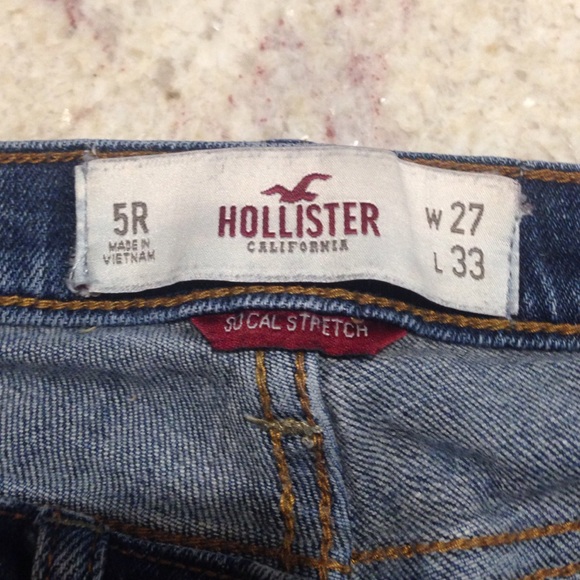 5R
MADE IN
VIETNAM
HOLLISTER
CALIFORNIA
W 27
L 33
SO CAL STRETCH